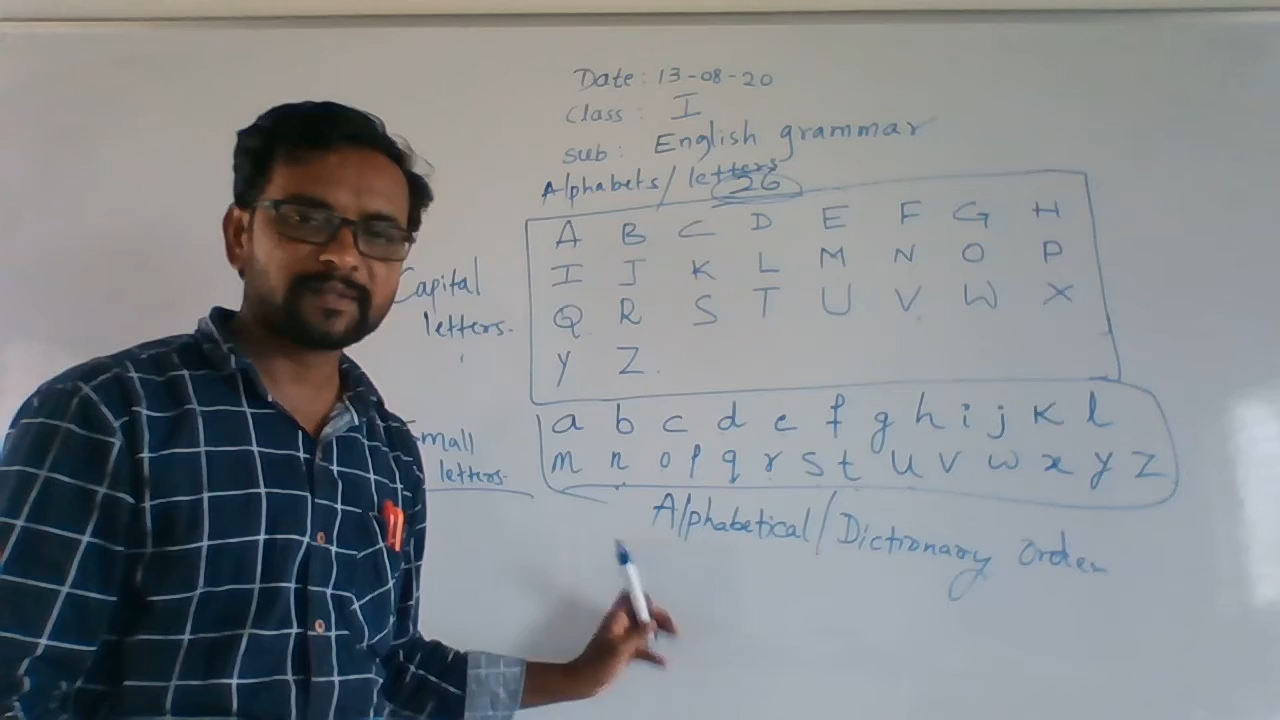 Date: 13-08-20
Class: I
Sub: English grammar
Alphabets/letters
26
Capital
letters.
A B C D E F G H
I J K L M N O P
Q R S T U V W X
Y Z.
Small
letters.
a b c d e f g h i j k l
m n o p q r s t u v w x y z
Alphabetical/Dictionary order